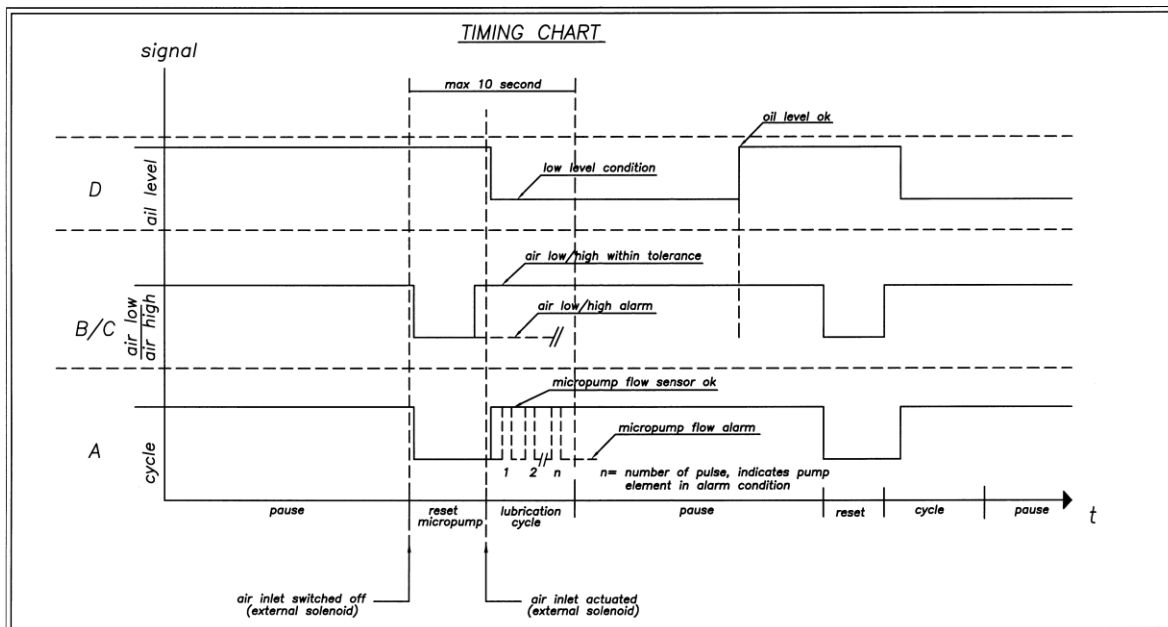 TIMING CHART
signal
max 10 second
oil level ok
D
ail level
low level condition
air low/high within tolerance
B/C
air low
air high
air low/high alarm
micropump flow sensor ok
A
cycle
micropump flow alarm
1 2 n
n= number of pulse, indicates pump
element in alarm condition
pause
reset
micropump
lubrication
cycle
pause
reset
cycle
pause
t
air inlet switched off
(external solenoid)
air inlet actuated
(external solenoid)